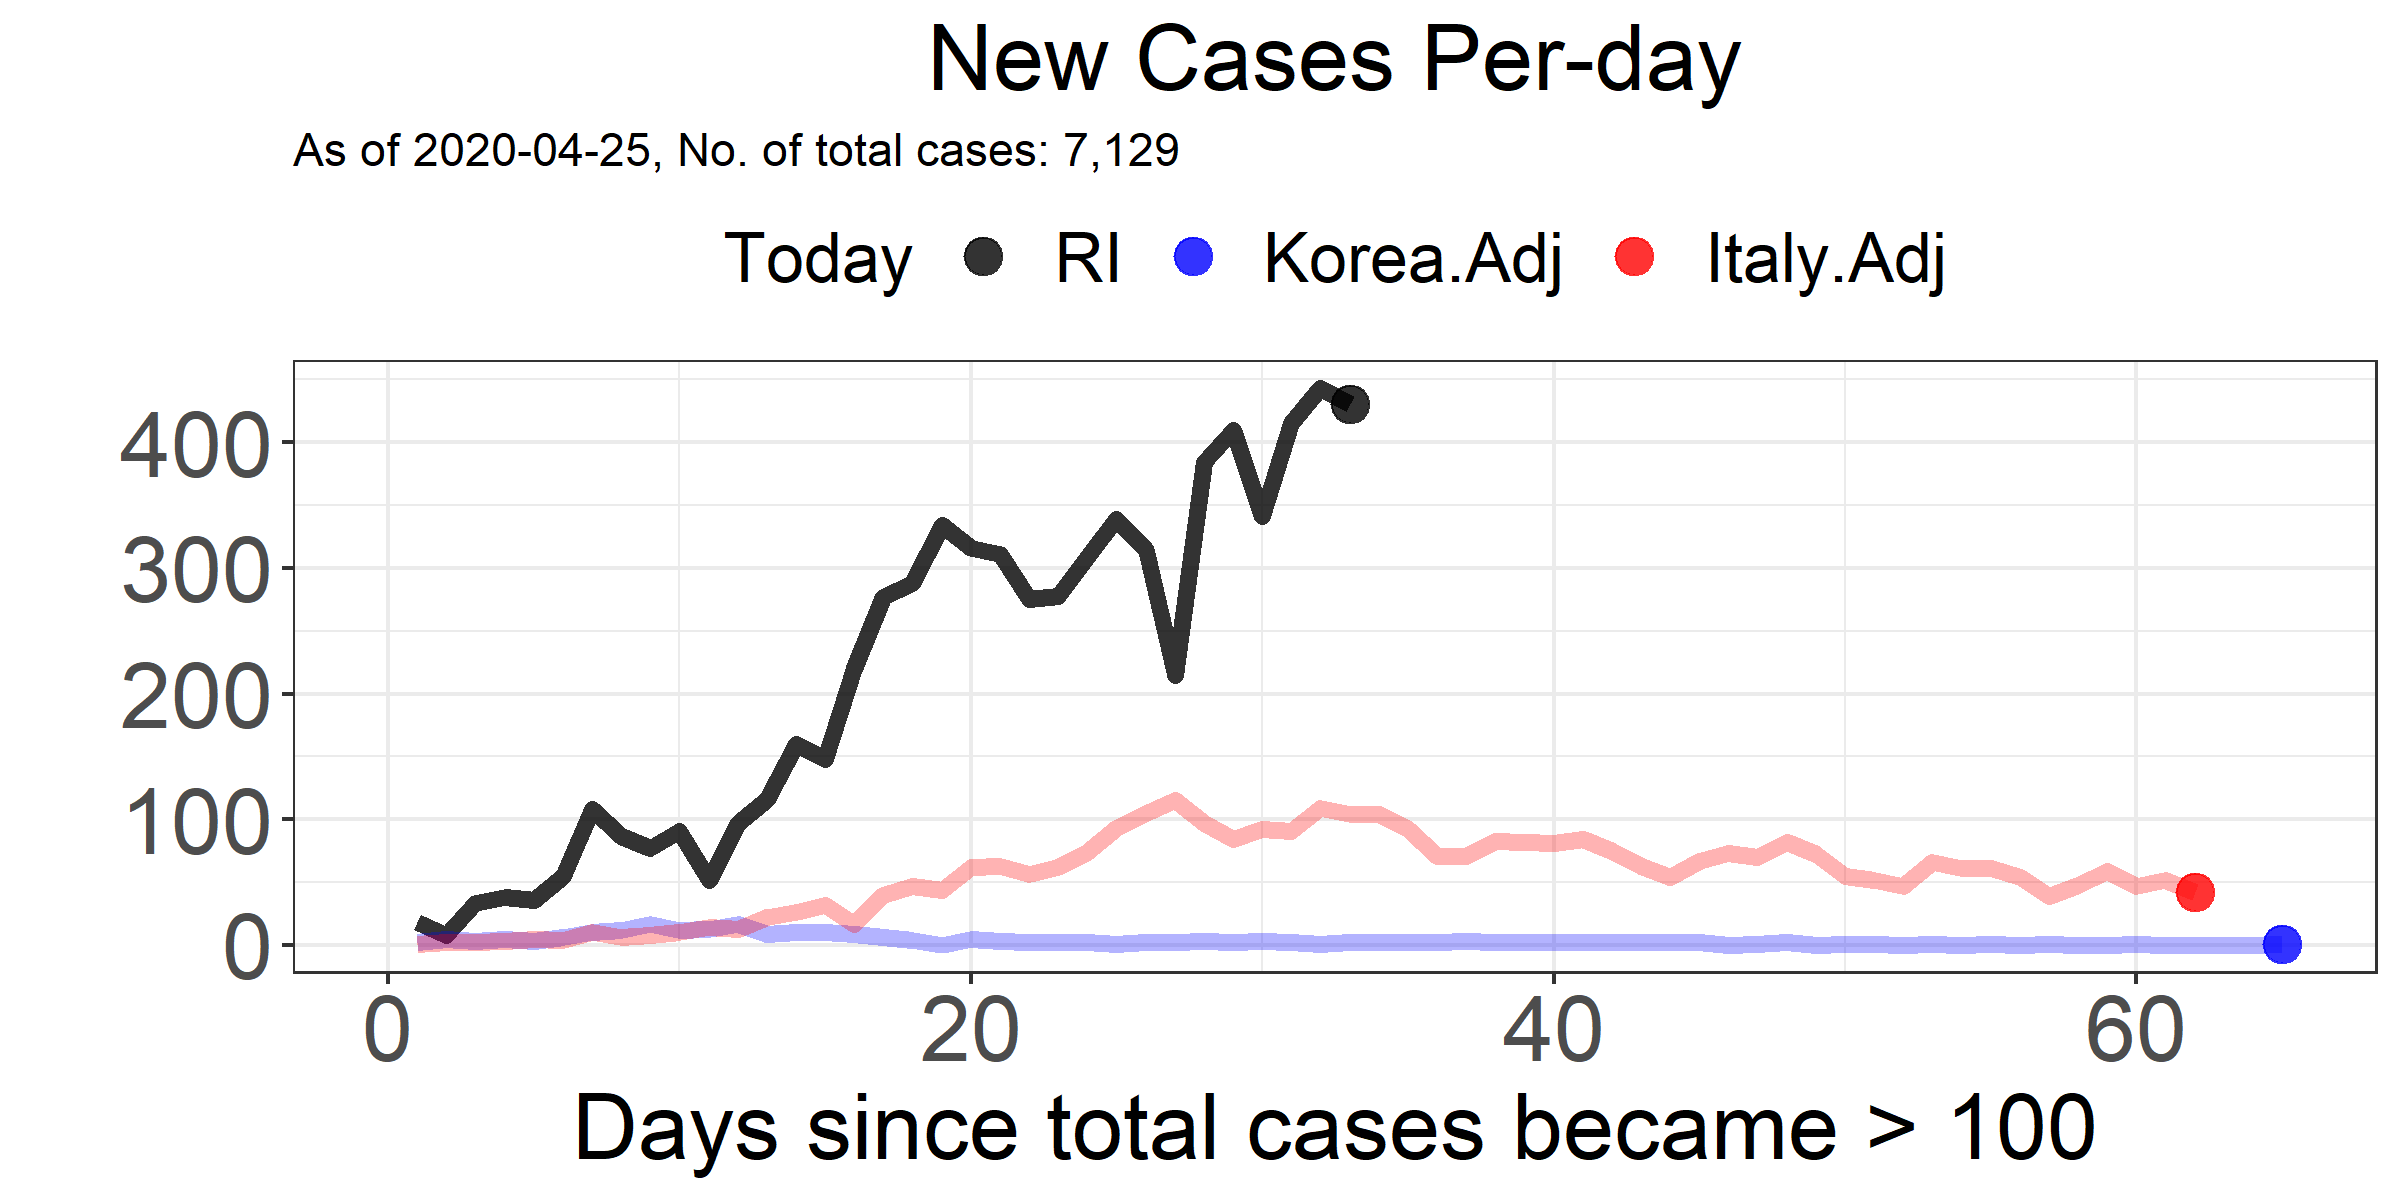 New Cases Per-day
As of 2020-04-25, No. of total cases: 7,129
Today RI Korea.Adj Italy.Adj
400
300
200
100
0
0 20 40 60
Days since total cases became > 100